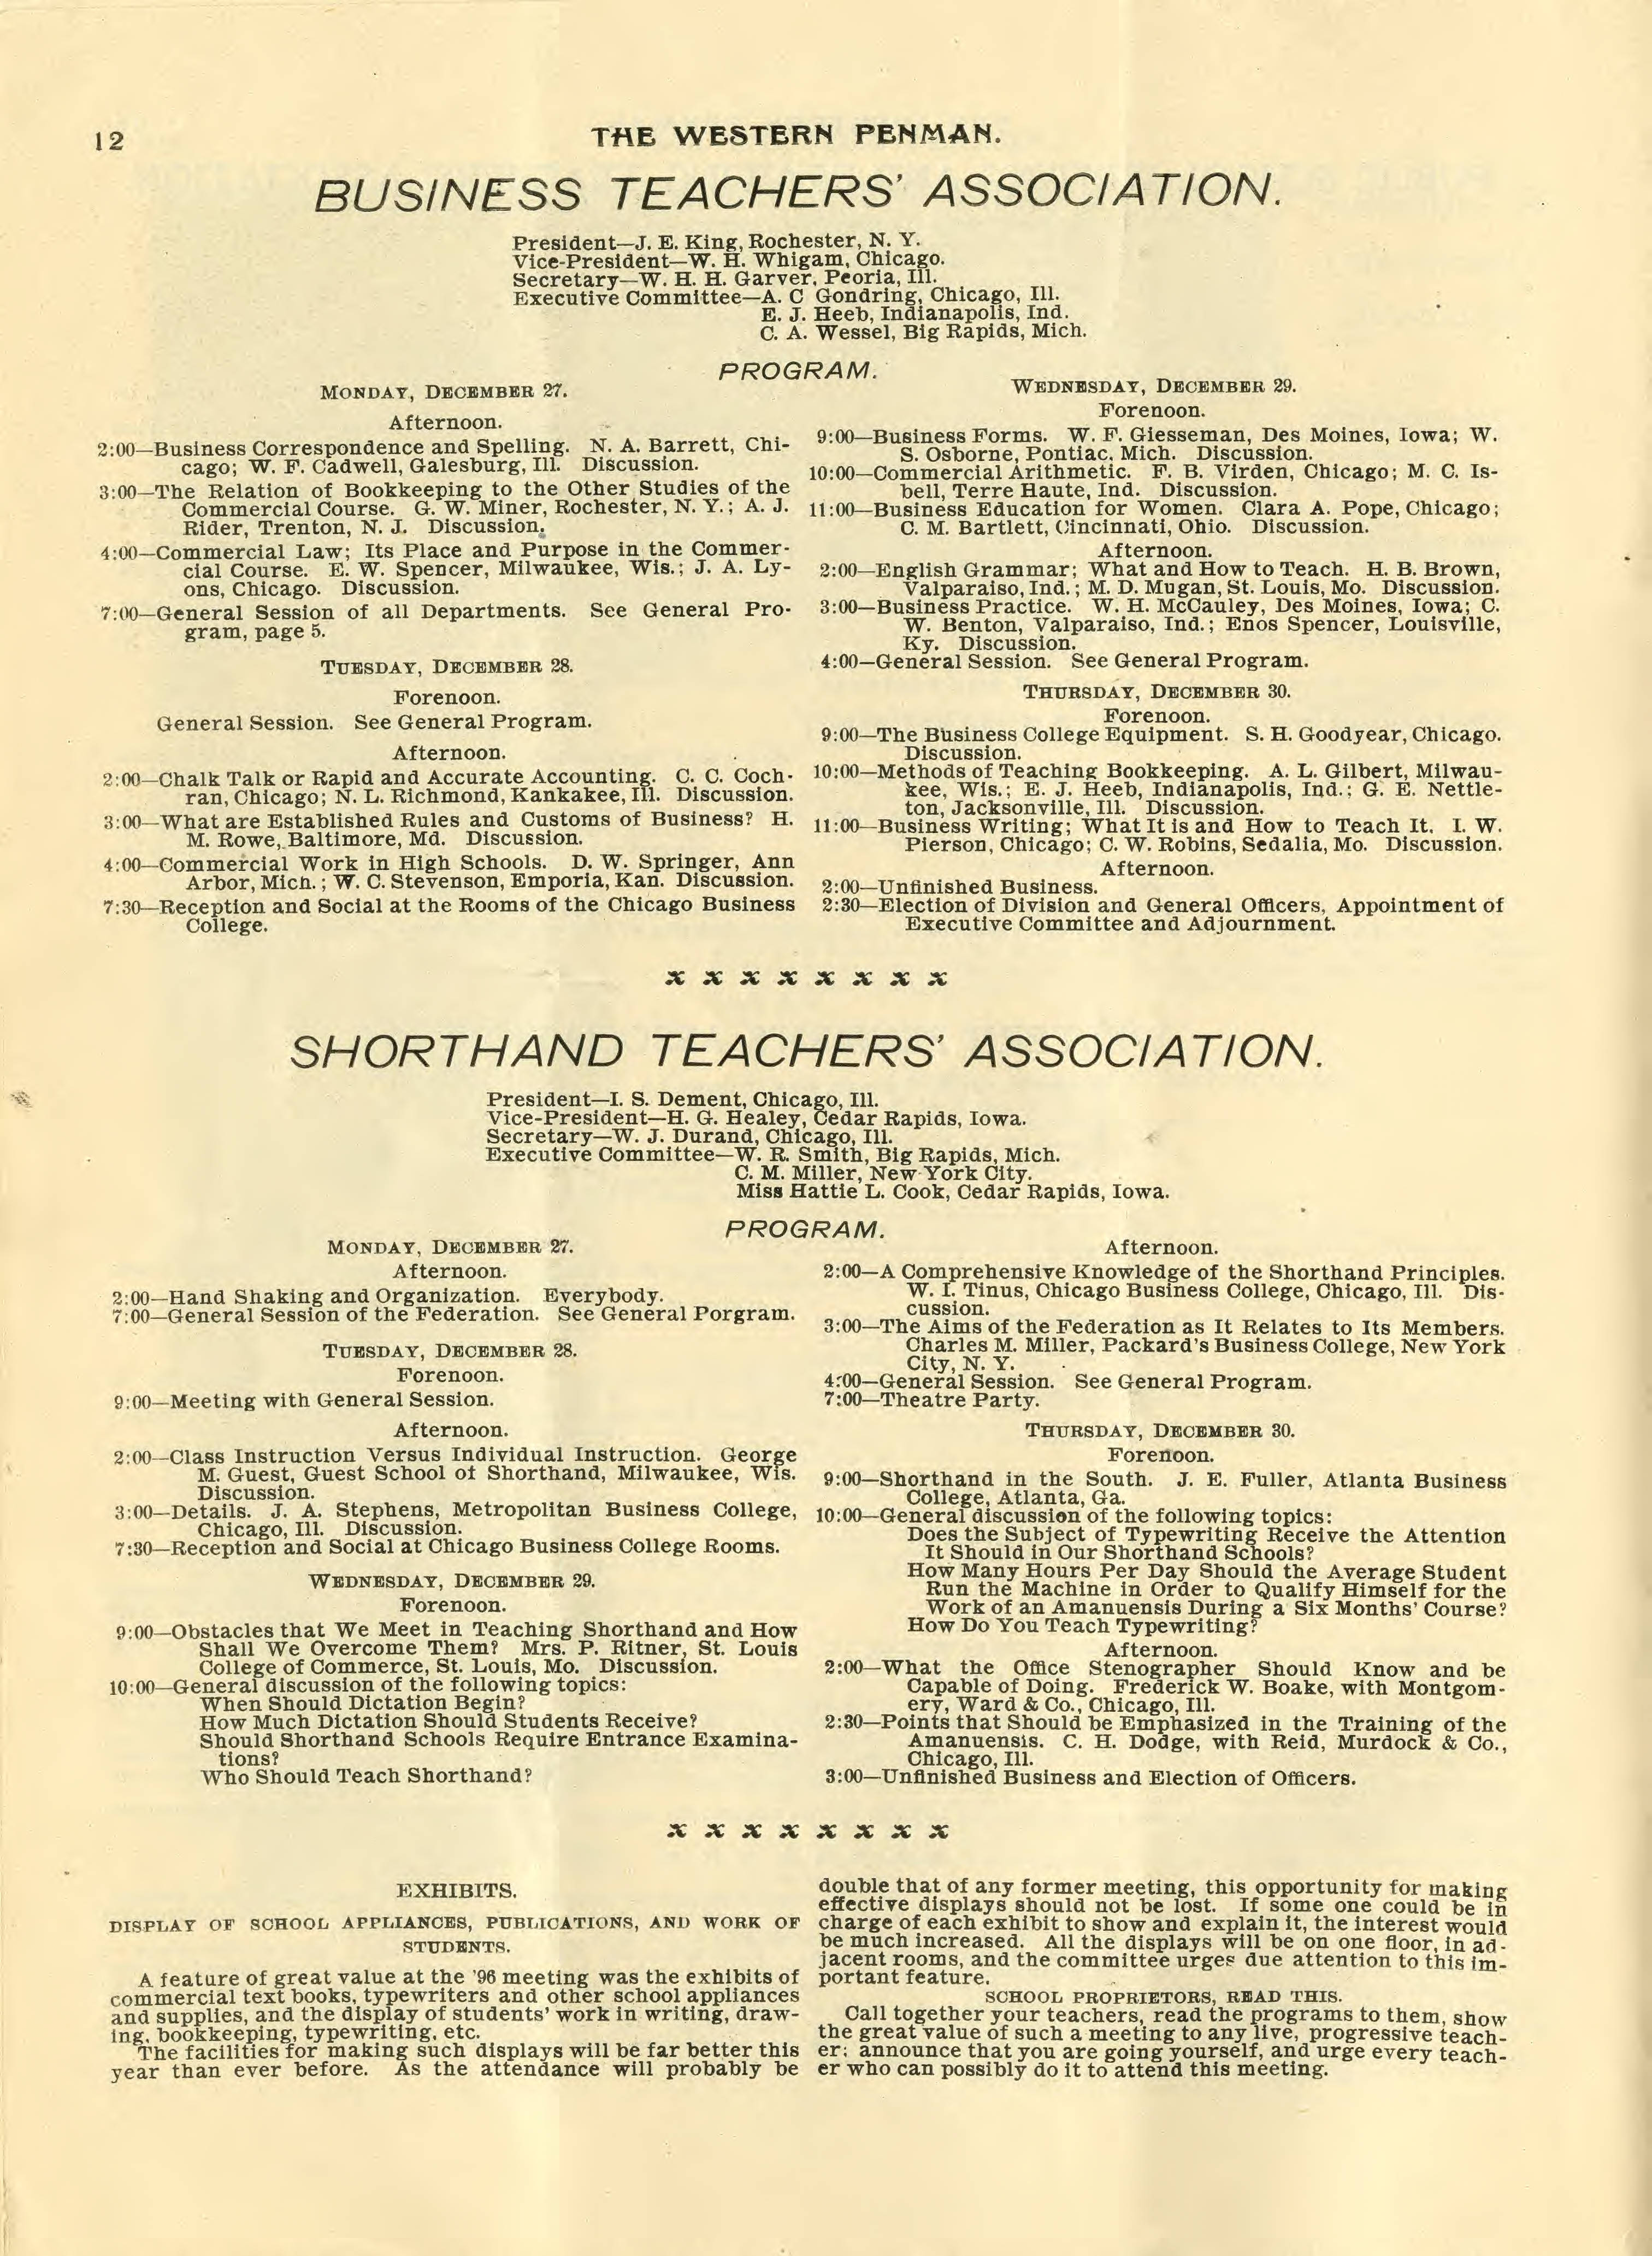 12
THE WESTERN PENMAN.
BUSINESS TEACHERS' ASSOCIATION.
President—J. E. King, Rochester, N. Y.
Vice-President—W. H. Whigam, Chicago.
Secretary—W. H. H. Garver, Peoria, Ill.
Executive Committee—A. C Gondring, Chicago, Ill.
E. J. Heeb, Indianapolis, Ind.
C. A. Wessel, Big Rapids, Mich.
PROGRAM.
MONDAY, DECEMBER 27.
Afternoon.
2:00—Business Correspondence and Spelling. N. A. Barrett, Chi-
cago; W. F. Cadwell, Galesburg, Ill. Discussion.
3:00—The Relation of Bookkeeping to the Other Studies of the
Commercial Course. G. W. Miner, Rochester, N. Y.; A. J.
Rider, Trenton, N. J. Discussion.
4:00—Commercial Law; Its Place and Purpose in the Commer-
cial Course. E. W. Spencer, Milwaukee, Wis.; J. A. Ly-
ons, Chicago. Discussion.
7:00—General Session of all Departments. See General Pro-
gram, page 5.
TUESDAY, DECEMBER 28.
Forenoon.
General Session. See General Program.
Afternoon.
2:00—Chalk Talk or Rapid and Accurate Accounting. C. C. Coch-
ran, Chicago; N. L. Richmond, Kankakee, Ill. Discussion.
3:00—What are Established Rules and Customs of Business? H.
M. Rowe, Baltimore, Md. Discussion.
4:00—Commercial Work in High Schools. D. W. Springer, Ann
Arbor, Mich.; W. C. Stevenson, Emporia, Kan. Discussion.
7:30—Reception and Social at the Rooms of the Chicago Business
College.
WEDNESDAY, DECEMBER 29.
Forenoon.
9:00—Business Forms. W. F. Giesseman, Des Moines, Iowa; W.
S. Osborne, Pontiac, Mich. Discussion.
10:00—Commercial Arithmetic. F. B. Virden, Chicago; M. C. Is-
bell, Terre Haute, Ind. Discussion.
11:00—Business Education for Women. Clara A. Pope, Chicago;
C. M. Bartlett, Cincinnati, Ohio. Discussion.
Afternoon.
2:00—English Grammar; What and How to Teach. H. B. Brown,
Valparaiso, Ind.; M. D. Mugan, St. Louis, Mo. Discussion.
3:00—Business Practice. W. H. McCauley, Des Moines, Iowa; C.
W. Benton, Valparaiso, Ind.; Enos Spencer, Louisville,
Ky. Discussion.
4:00—General Session. See General Program.
THURSDAY, DECEMBER 30.
Forenoon.
9:00—The Business College Equipment. S. H. Goodyear, Chicago.
Discussion.
10:00—Methods of Teaching Bookkeeping. A. L. Gilbert, Milwau-
kee, Wis.; E. J. Heeb, Indianapolis, Ind.; G. E. Nettle-
ton, Jacksonville, Ill. Discussion.
11:00—Business Writing; What It is and How to Teach It. I. W.
Pierson, Chicago; C. W. Robins, Sedalia, Mo. Discussion.
Afternoon.
2:00—Unfinished Business.
2:30—Election of Division and General Officers, Appointment of
Executive Committee and Adjournment.
x x x x x x x x
SHORTHAND TEACHERS' ASSOCIATION.
President—I. S. Dement, Chicago, Ill.
Vice-President—H. G. Healey, Cedar Rapids, Iowa.
Secretary—W. J. Durand, Chicago, Ill.
Executive Committee—W. R. Smith, Big Rapids, Mich.
C. M. Miller, New York City.
Miss Hattie L. Cook, Cedar Rapids, Iowa.
PROGRAM.
MONDAY, DECEMBER 27.
Afternoon.
2:00—Hand Shaking and Organization. Everybody.
7:00—General Session of the Federation. See General Porgram.
TUESDAY, DECEMBER 28.
Forenoon.
9:00—Meeting with General Session.
Afternoon.
2:00—Class Instruction Versus Individual Instruction. George
M. Guest, Guest School of Shorthand, Milwaukee, Wis.
Discussion.
3:00—Details. J. A. Stephens, Metropolitan Business College,
Chicago, Ill. Discussion.
7:30—Reception and Social at Chicago Business College Rooms.
WEDNESDAY, DECEMBER 29.
Forenoon.
9:00—Obstacles that We Meet in Teaching Shorthand and How
Shall We Overcome Them? Mrs. P. Ritner, St. Louis
College of Commerce, St. Louis, Mo. Discussion.
10:00—General discussion of the following topics:
When Should Dictation Begin?
How Much Dictation Should Students Receive?
Should Shorthand Schools Require Entrance Examina-
tions?
Who Should Teach Shorthand?
Afternoon.
2:00—A Comprehensive Knowledge of the Shorthand Principles.
W. I. Tinus, Chicago Business College, Chicago, Ill. Dis-
cussion.
3:00—The Aims of the Federation as It Relates to Its Members.
Charles M. Miller, Packard's Business College, New York
City, N. Y.
4:00—General Session. See General Program.
7:00—Theatre Party.
THURSDAY, DECEMBER 30.
Forenoon.
9:00—Shorthand in the South. J. E. Fuller, Atlanta Business
College, Atlanta, Ga.
10:00—General discussion of the following topics:
Does the Subject of Typewriting Receive the Attention
It Should in Our Shorthand Schools?
How Many Hours Per Day Should the Average Student
Run the Machine in Order to Qualify Himself for the
Work of an Amanuensis During a Six Months' Course?
How Do You Teach Typewriting?
Afternoon.
2:00—What the Office Stenographer Should Know and be
Capable of Doing. Frederick W. Boake, with Montgom-
ery, Ward & Co., Chicago, Ill.
2:30—Points that Should be Emphasized in the Training of the
Amanuensis. C. H. Dodge, with Reid, Murdock & Co.,
Chicago, Ill.
3:00—Unfinished Business and Election of Officers.
x x x x x x x x
EXHIBITS.
DISPLAY OF SCHOOL APPLIANCES, PUBLICATIONS, AND WORK OF
STUDENTS.
A feature of great value at the '96 meeting was the exhibits of
commercial text books, typewriters and other school appliances
and supplies, and the display of students' work in writing, draw-
ing, bookkeeping, typewriting, etc.
The facilities for making such displays will be far better this
year than ever before. As the attendance will probably be
double that of any former meeting, this opportunity for making
effective displays should not be lost. If some one could be in
charge of each exhibit to show and explain it, the interest would
be much increased. All the displays will be on one floor, in ad-
jacent rooms, and the committee urges due attention to this im-
portant feature.
SCHOOL PROPRIETORS, READ THIS.
Call together your teachers, read the programs to them, show
the great value of such a meeting to any live, progressive teach-
er; announce that you are going yourself, and urge every teach-
er who can possibly do it to attend this meeting.